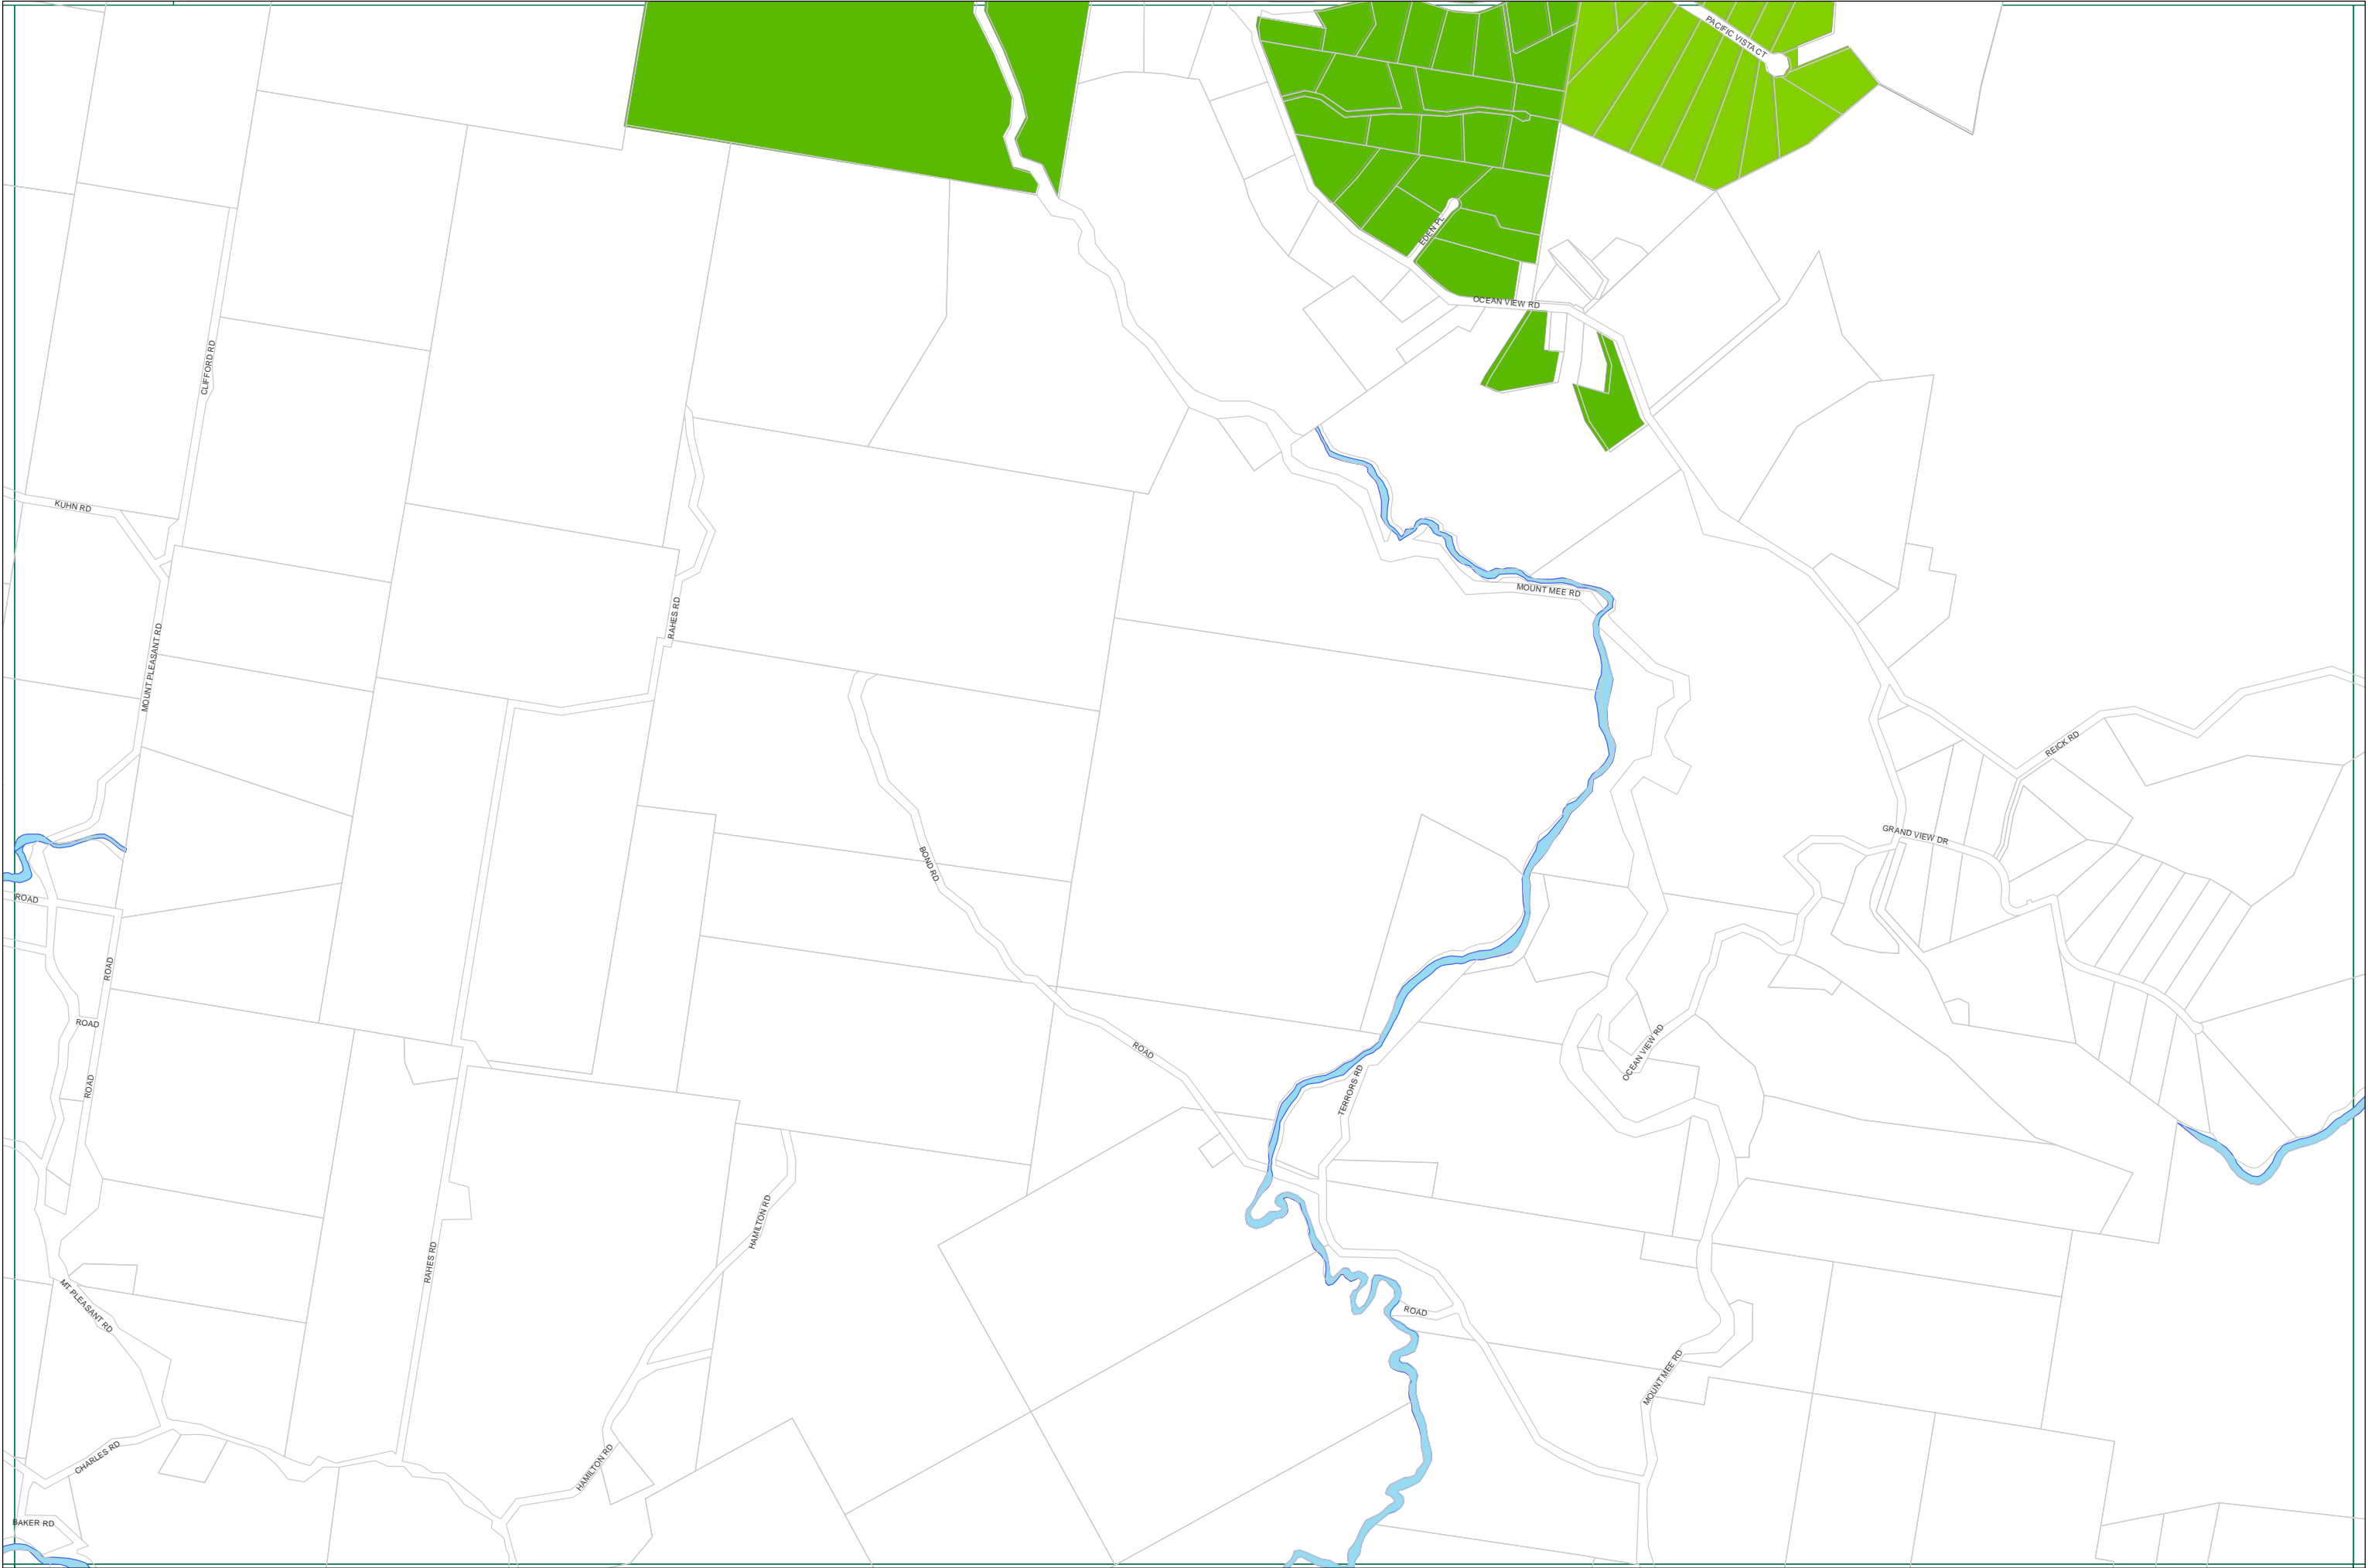 PACIFIC VISTA CT
EDEN PL
OCEAN VIEW RD
CLIFFORD RD
KUHN RD
MOUNT MEE RD
RAHES RD
MOUNT PLEASANT RD
REICK RD
GRAND VIEW DR
BOND RD
ROAD
ROAD
ROAD
ROAD
OCEAN VIEW RD
ROAD
TERRORS RD
HAMILTON RD
RAHES RD
MT PLEASANT RD
ROAD
MOUNT MEE RD
CHARLES RD
HAMILTON RD
BAKER RD